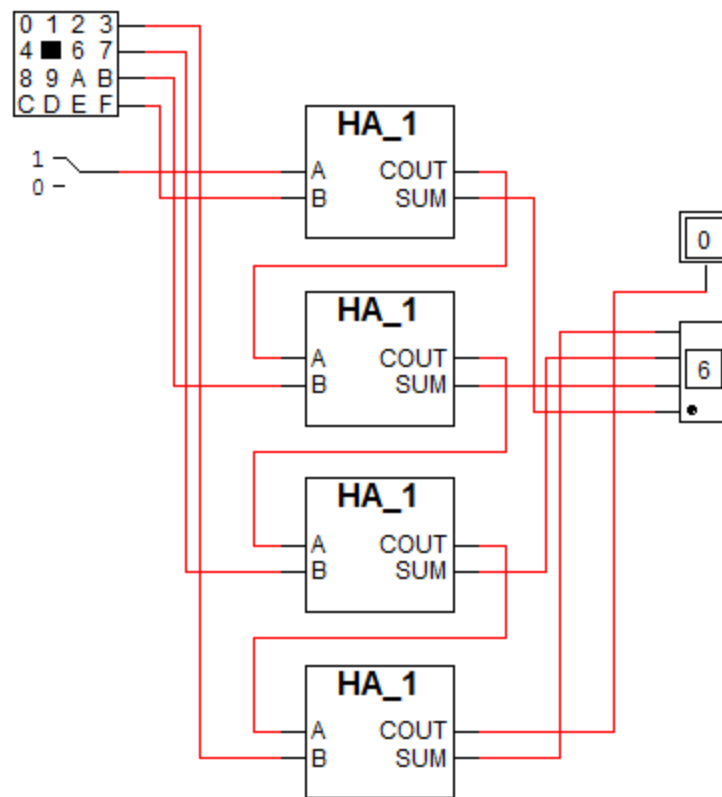 0 1 2 3
4 6 7
8 9 A B
C D E F
1
0
HA_1
A COUT
B SUM
0
HA_1
A COUT
B SUM
6
HA_1
A COUT
B SUM
HA_1
A COUT
B SUM